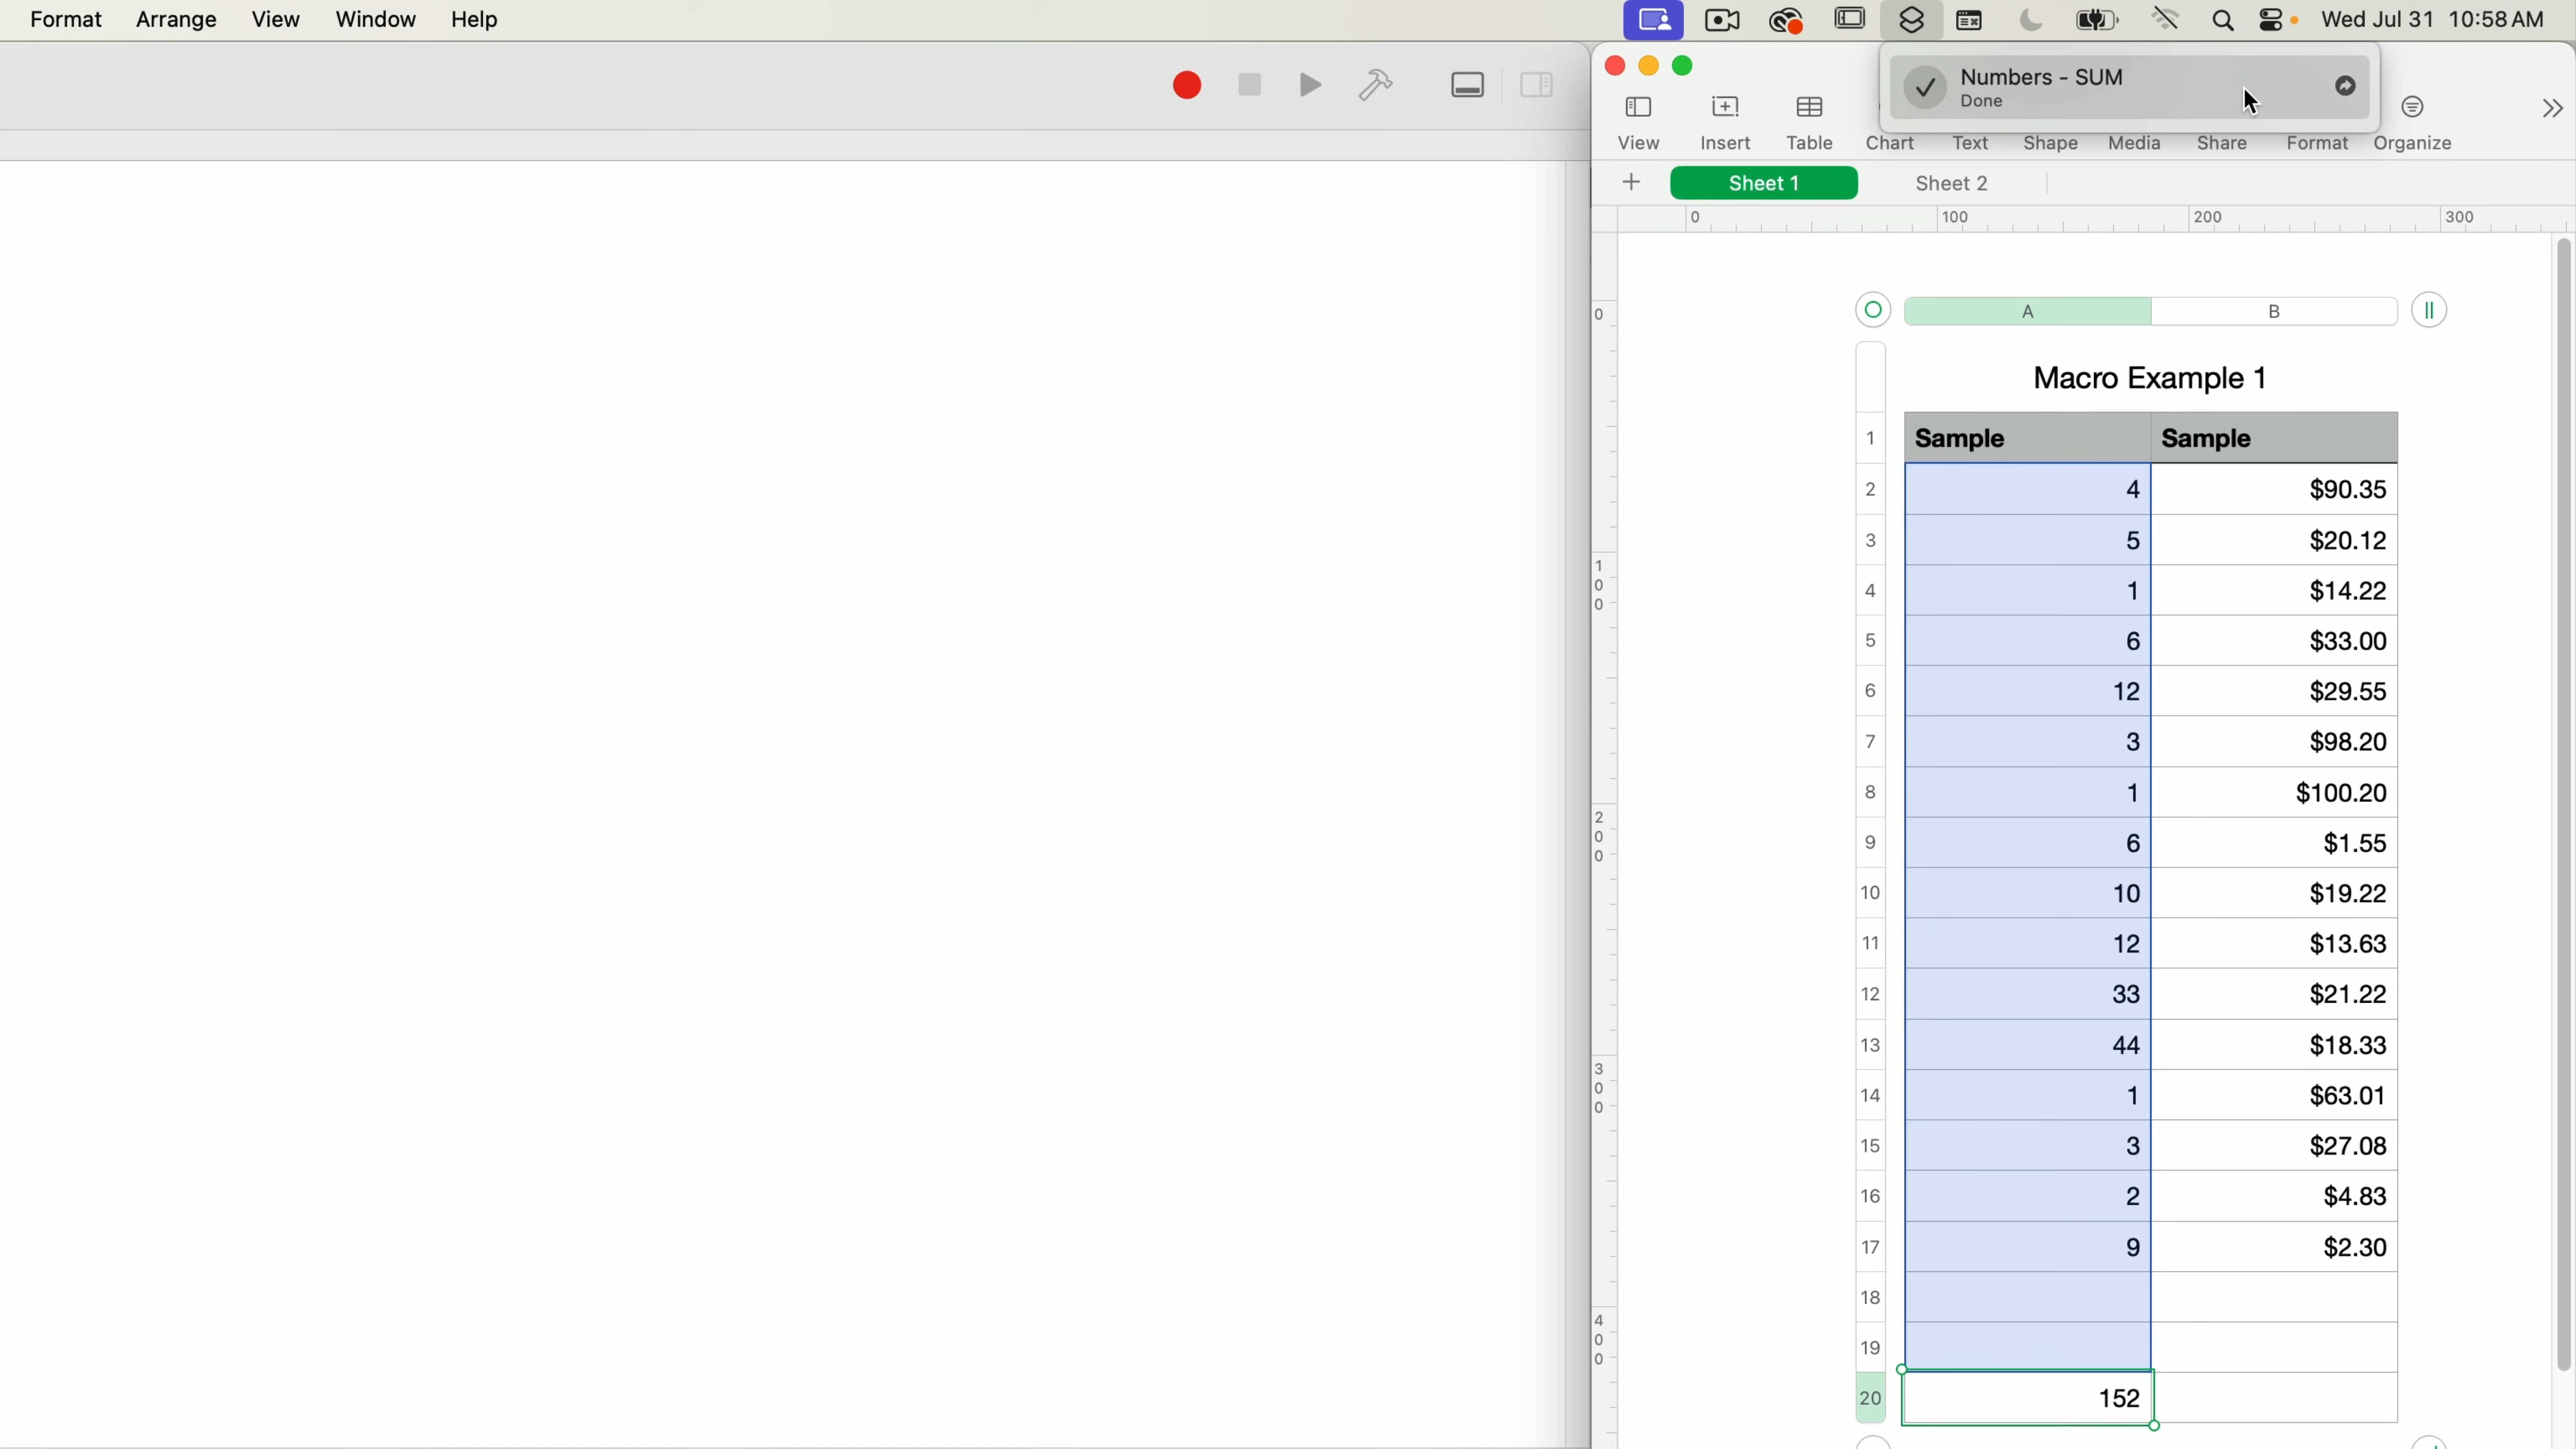 Format Arrange View Window Help
Wed Jul 31 10:58 AM
Numbers - SUM
Done
View Insert Table Chart Text Shape Media Share Format Organize
Sheet 1 Sheet 2
0 100 200 300
A B
0
100
200
300
400
Macro Example 1
1 Sample Sample
2 4 $90.35
3 5 $20.12
4 1 $14.22
5 6 $33.00
6 12 $29.55
7 3 $98.20
8 1 $100.20
9 6 $1.55
10 10 $19.22
11 12 $13.63
12 33 $21.22
13 44 $18.33
14 1 $63.01
15 3 $27.08
16 2 $4.83
17 9 $2.30
18
19
20 152